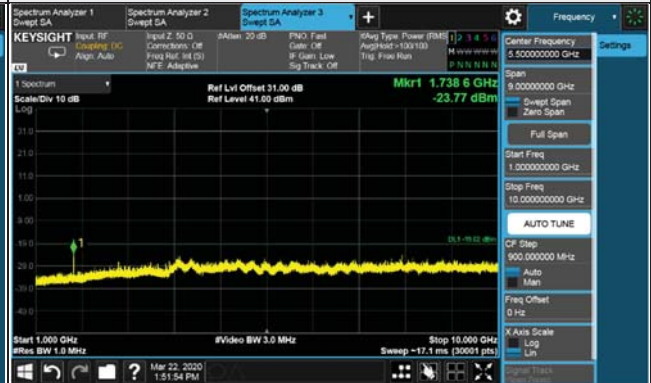 Spectrum Analyzer 1
Swept SA
Spectrum Analyzer 2
Swept SA
Spectrum Analyzer 3
Swept SA
+
Frequency
KEYSIGHT
Input: RF
Coupling: DC
Align: Auto
Input Z: 50 Ω
Corrections: Off
Freq Ref: Int (S)
NFE: Adaptive
#Atten: 20 dB
PNO: Fast
Gate: Off
IF Gain: Low
Sig Track: Off
#Avg Type: Power (RMS)
Avg|Hold:>100/100
Trig: Free Run
1 2 3 4 5 6
M W W W W W
P N N N N N
LXI
1 Spectrum
Scale/Div 10 dB
Log
Ref Lvl Offset 31.00 dB
Ref Level 41.00 dBm
Mkr1 1.738 6 GHz
-23.77 dBm
31.0
21.0
11.0
1.00
-9.00
-19.0
-29.0
-39.0
-49.0
1
DL1 -19.02 dBm
Start 1.000 GHz
#Res BW 1.0 MHz
#Video BW 3.0 MHz
Stop 10.000 GHz
Sweep ~17.1 ms (30001 pts)
?
Mar 22, 2020
1:51:54 PM
Center Frequency
5.500000000 GHz
Span
9.00000000 GHz
Swept Span
Zero Span
Full Span
Start Freq
1.000000000 GHz
Stop Freq
10.000000000 GHz
AUTO TUNE
CF Step
900.000000 MHz
Auto
Man
Freq Offset
0 Hz
X Axis Scale
Log
Lin
Signal Track
Settings